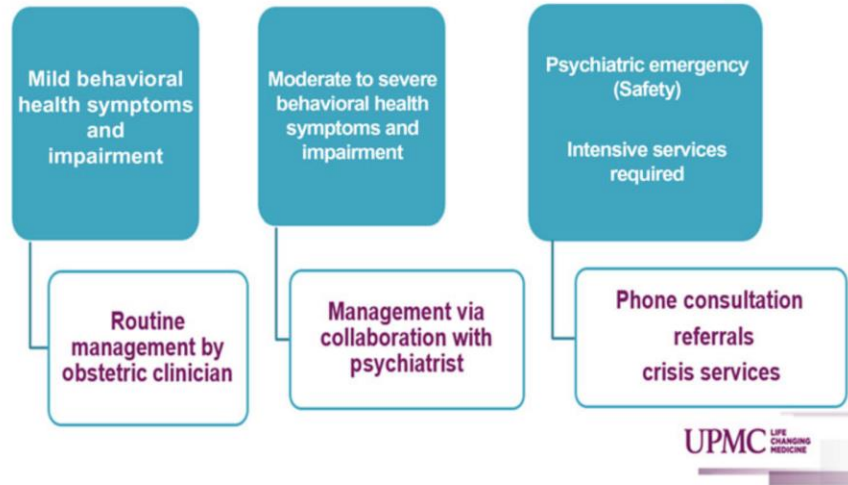 Mild behavioral
health symptoms
and
impairment
Routine
management by
obstetric clinician
Moderate to severe
behavioral health
symptoms and
impairment
Management via
collaboration with
psychiatrist
Psychiatric emergency
(Safety)
Intensive services
required
Phone consultation
referrals
crisis services
UPMC LIFE
CHANGING
MEDICINE